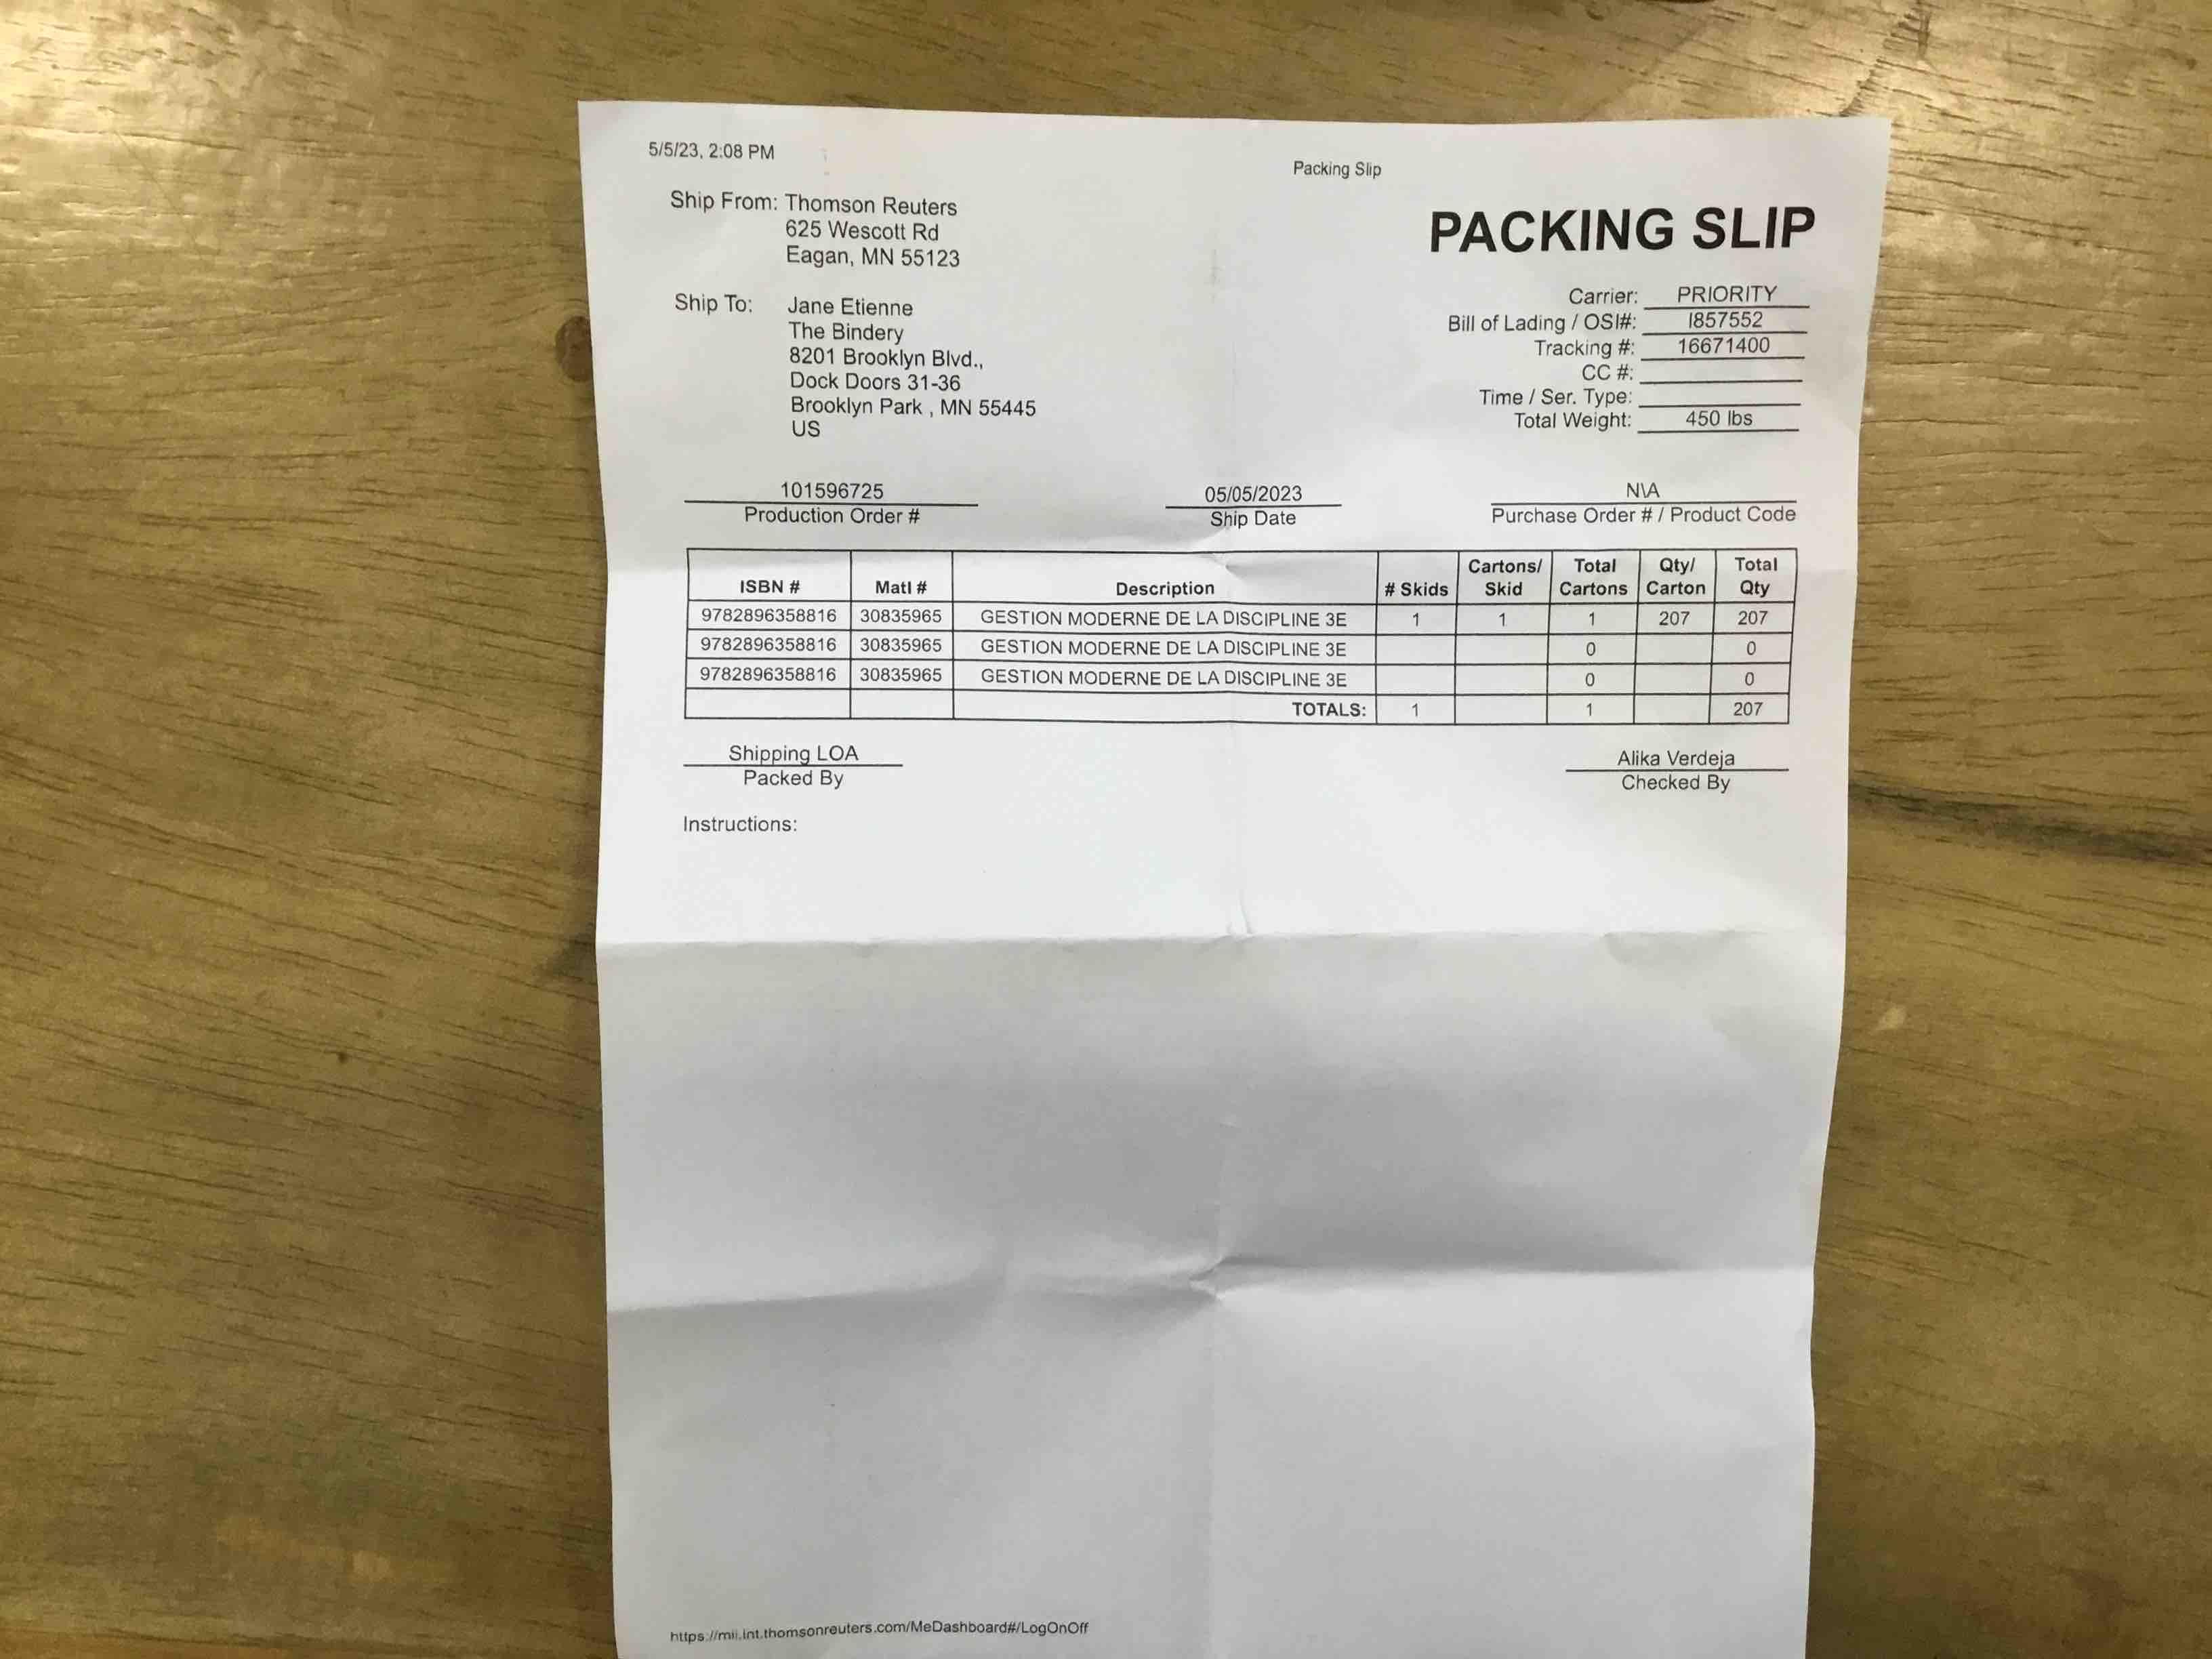 5/5/23, 2:08 PM
Packing Slip
Ship From: Thomson Reuters
625 Wescott Rd
Eagan, MN 55123
PACKING SLIP
Ship To: Jane Etienne
The Bindery
8201 Brooklyn Blvd.,
Dock Doors 31-36
Brooklyn Park , MN 55445
US
Carrier: PRIORITY
Bill of Lading / OSI#: I857552
Tracking #: 16671400
CC #:
Time / Ser. Type:
Total Weight: 450 lbs
101596725 05/05/2023 N\A
Production Order # Ship Date Purchase Order # / Product Code
ISBN # Matl # Description # Skids Cartons/ Skid Total Cartons Qty/ Carton Total Qty
9782896358816 30835965 GESTION MODERNE DE LA DISCIPLINE 3E 1 1 1 207 207
9782896358816 30835965 GESTION MODERNE DE LA DISCIPLINE 3E 0 0
9782896358816 30835965 GESTION MODERNE DE LA DISCIPLINE 3E 0 0
TOTALS: 1 1 207
Shipping LOA Alika Verdeja
Packed By Checked By
Instructions:
https://mii.int.thomsonreuters.com/MeDashboard#/LogOnOff